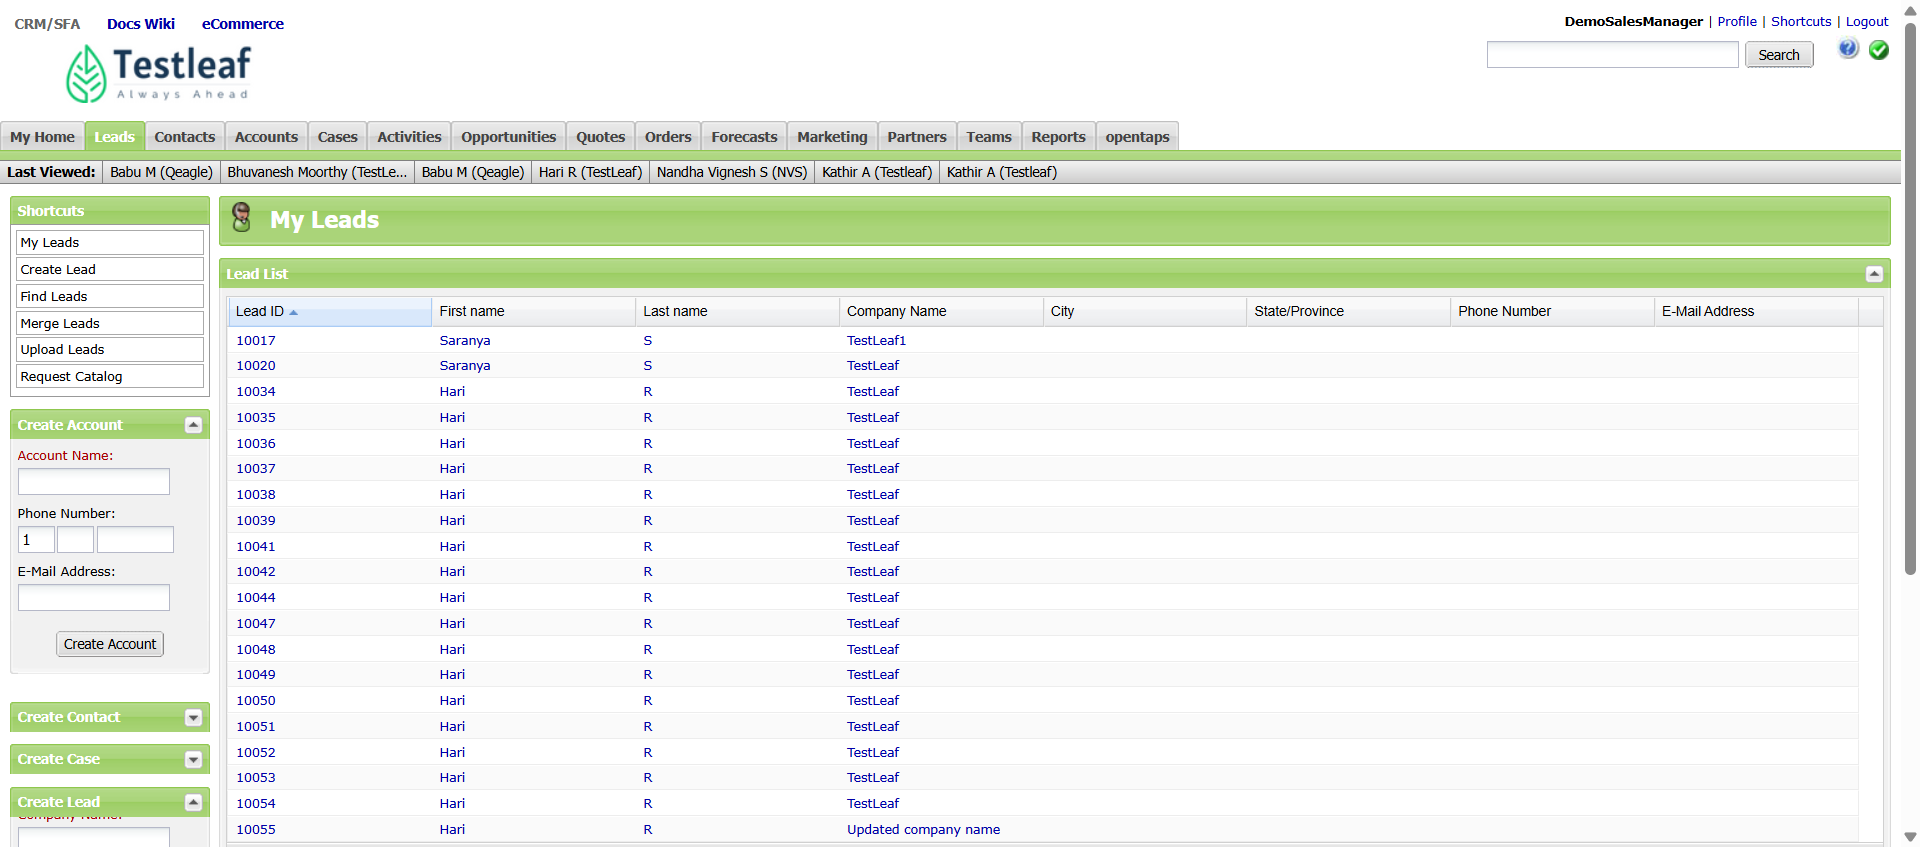 CRM/SFA Docs Wiki eCommerce
DemoSalesManager | Profile | Shortcuts | Logout
Testleaf
Always Ahead
Search
My Home Leads Contacts Accounts Cases Activities Opportunities Quotes Orders Forecasts Marketing Partners Teams Reports opentaps
Last Viewed: Babu M (Qeagle) Bhuvanesh Moorthy (TestLe... Babu M (Qeagle) Hari R (TestLeaf) Nandha Vignesh S (NVS) Kathir A (Testleaf) Kathir A (Testleaf)
Shortcuts
My Leads
Create Lead
Find Leads
Merge Leads
Upload Leads
Request Catalog
Create Account
Account Name:
Phone Number:
1
E-Mail Address:
Create Account
Create Contact
Create Case
Create Lead
Company Name:
My Leads
Lead List
Lead ID First name Last name Company Name City State/Province Phone Number E-Mail Address
10017 Saranya S TestLeaf1
10020 Saranya S TestLeaf
10034 Hari R TestLeaf
10035 Hari R TestLeaf
10036 Hari R TestLeaf
10037 Hari R TestLeaf
10038 Hari R TestLeaf
10039 Hari R TestLeaf
10041 Hari R TestLeaf
10042 Hari R TestLeaf
10044 Hari R TestLeaf
10047 Hari R TestLeaf
10048 Hari R TestLeaf
10049 Hari R TestLeaf
10050 Hari R TestLeaf
10051 Hari R TestLeaf
10052 Hari R TestLeaf
10053 Hari R TestLeaf
10054 Hari R TestLeaf
10055 Hari R Updated company name